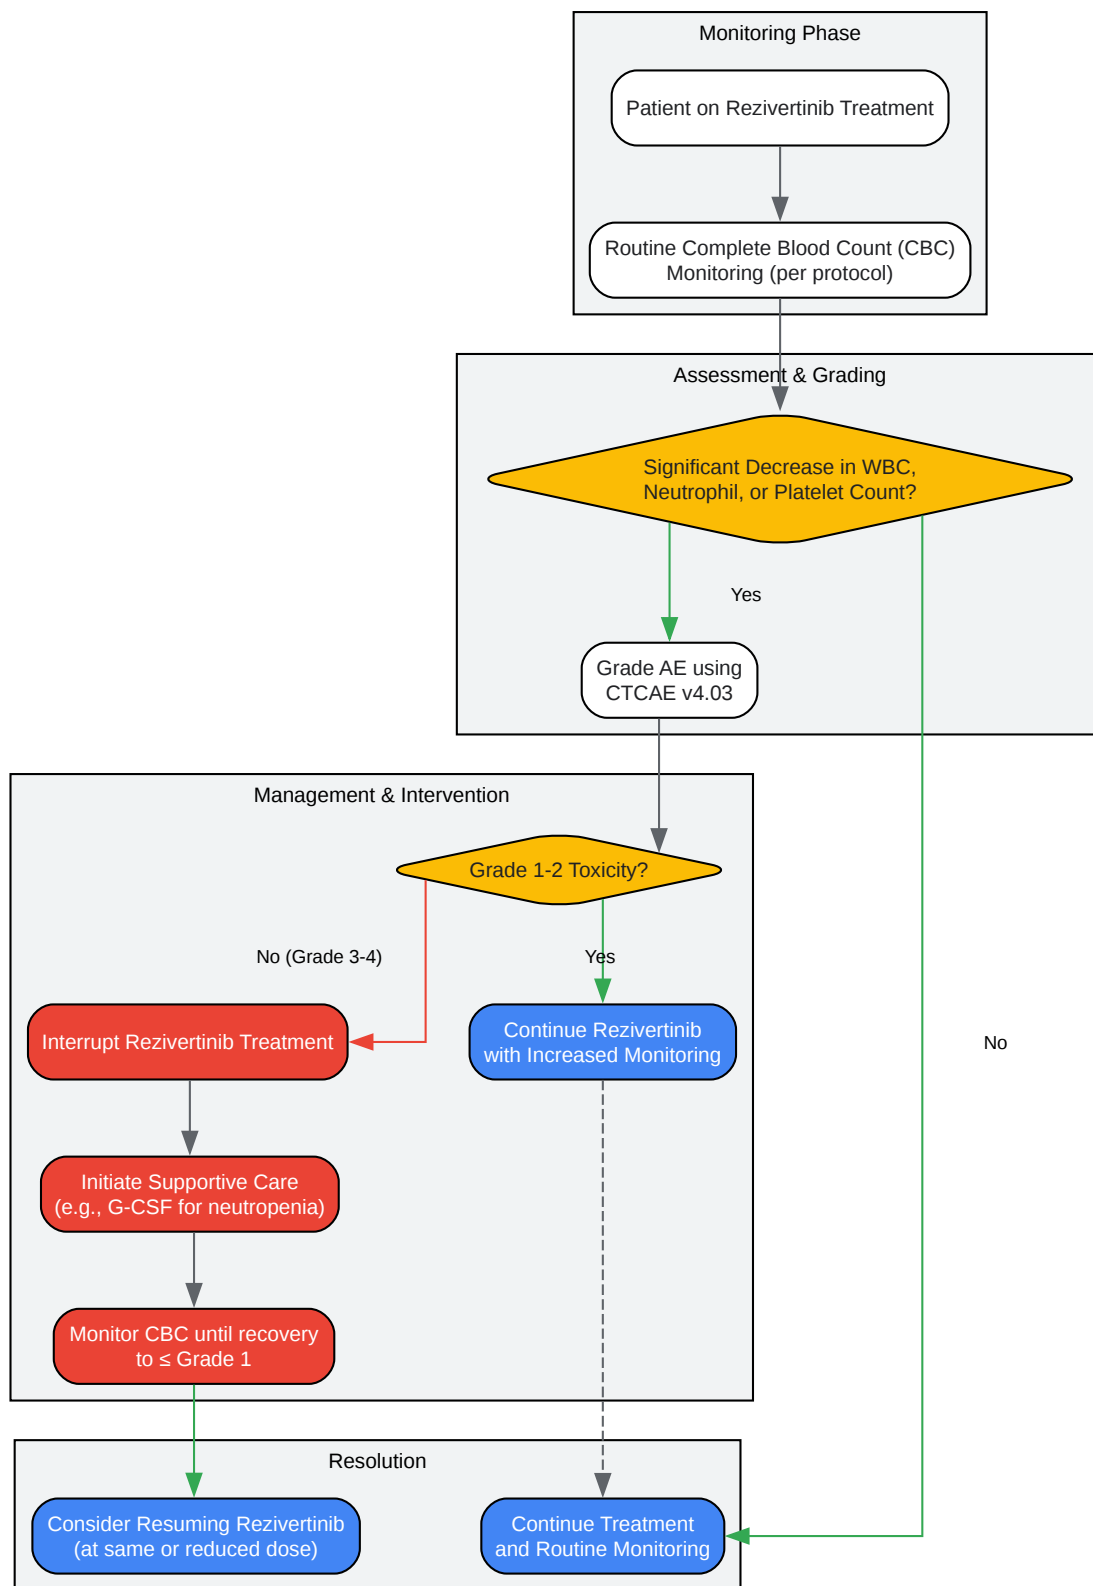 Monitoring Phase
Patient on Rezivertinib Treatment
Routine Complete Blood Count (CBC)
Monitoring (per protocol)
Assessment & Grading
Significant Decrease in WBC,
Neutrophil, or Platelet Count?
Yes
Grade AE using
CTCAE v4.03
Management & Intervention
Grade 1-2 Toxicity?
No (Grade 3-4)
Yes
Interrupt Rezivertinib Treatment
Continue Rezivertinib
with Increased Monitoring
No
Initiate Supportive Care
(e.g., G-CSF for neutropenia)
Monitor CBC until recovery
to ≤ Grade 1
Resolution
Consider Resuming Rezivertinib
(at same or reduced dose)
Continue Treatment
and Routine Monitoring